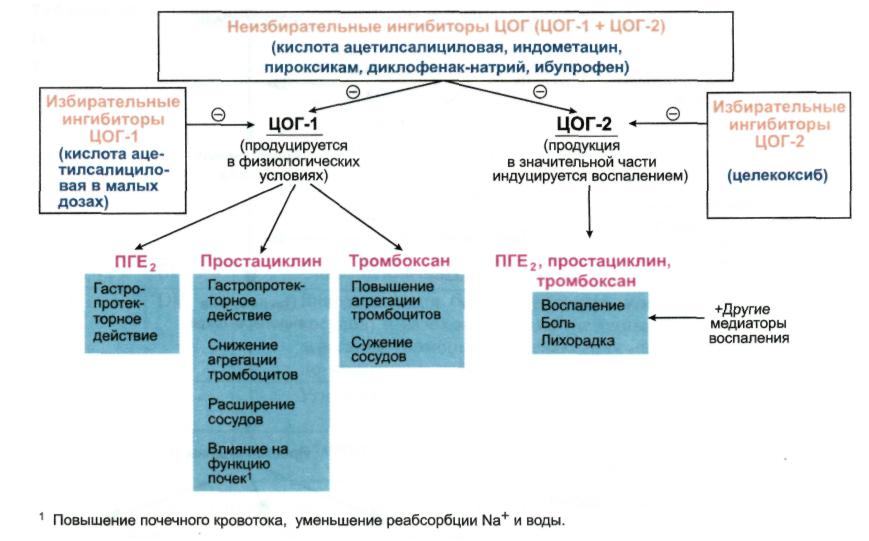 Неизбирательные ингибиторы ЦОГ (ЦОГ-1 + ЦОГ-2)
(кислота ацетилсалициловая, индометацин,
пироксикам, диклофенак-натрий, ибупрофен)
Избирательные
ингибиторы
ЦОГ-1
(кислота аце-
тилсалицило-
вая в малых
дозах)
ЦОГ-1
(продуцируется
в физиологических
условиях)
ЦОГ-2
(продукция
в значительной части
индуцируется воспалением)
Избирательные
ингибиторы
ЦОГ-2
(целекоксиб)
ПГЕ2
Гастро-
протек-
торное
действие
Простациклин
Гастропротек-
торное
действие
Снижение
агрегации
тромбоцитов
Расширение
сосудов
Влияние на
функцию
почек¹
Тромбоксан
Повышение
агрегации
тромбоцитов
Сужение
сосудов
ПГЕ2, простациклин,
тромбоксан
Воспаление
Боль
Лихорадка
+Другие
медиаторы
воспаления
¹ Повышение почечного кровотока, уменьшение реабсорбции Na⁺ и воды.